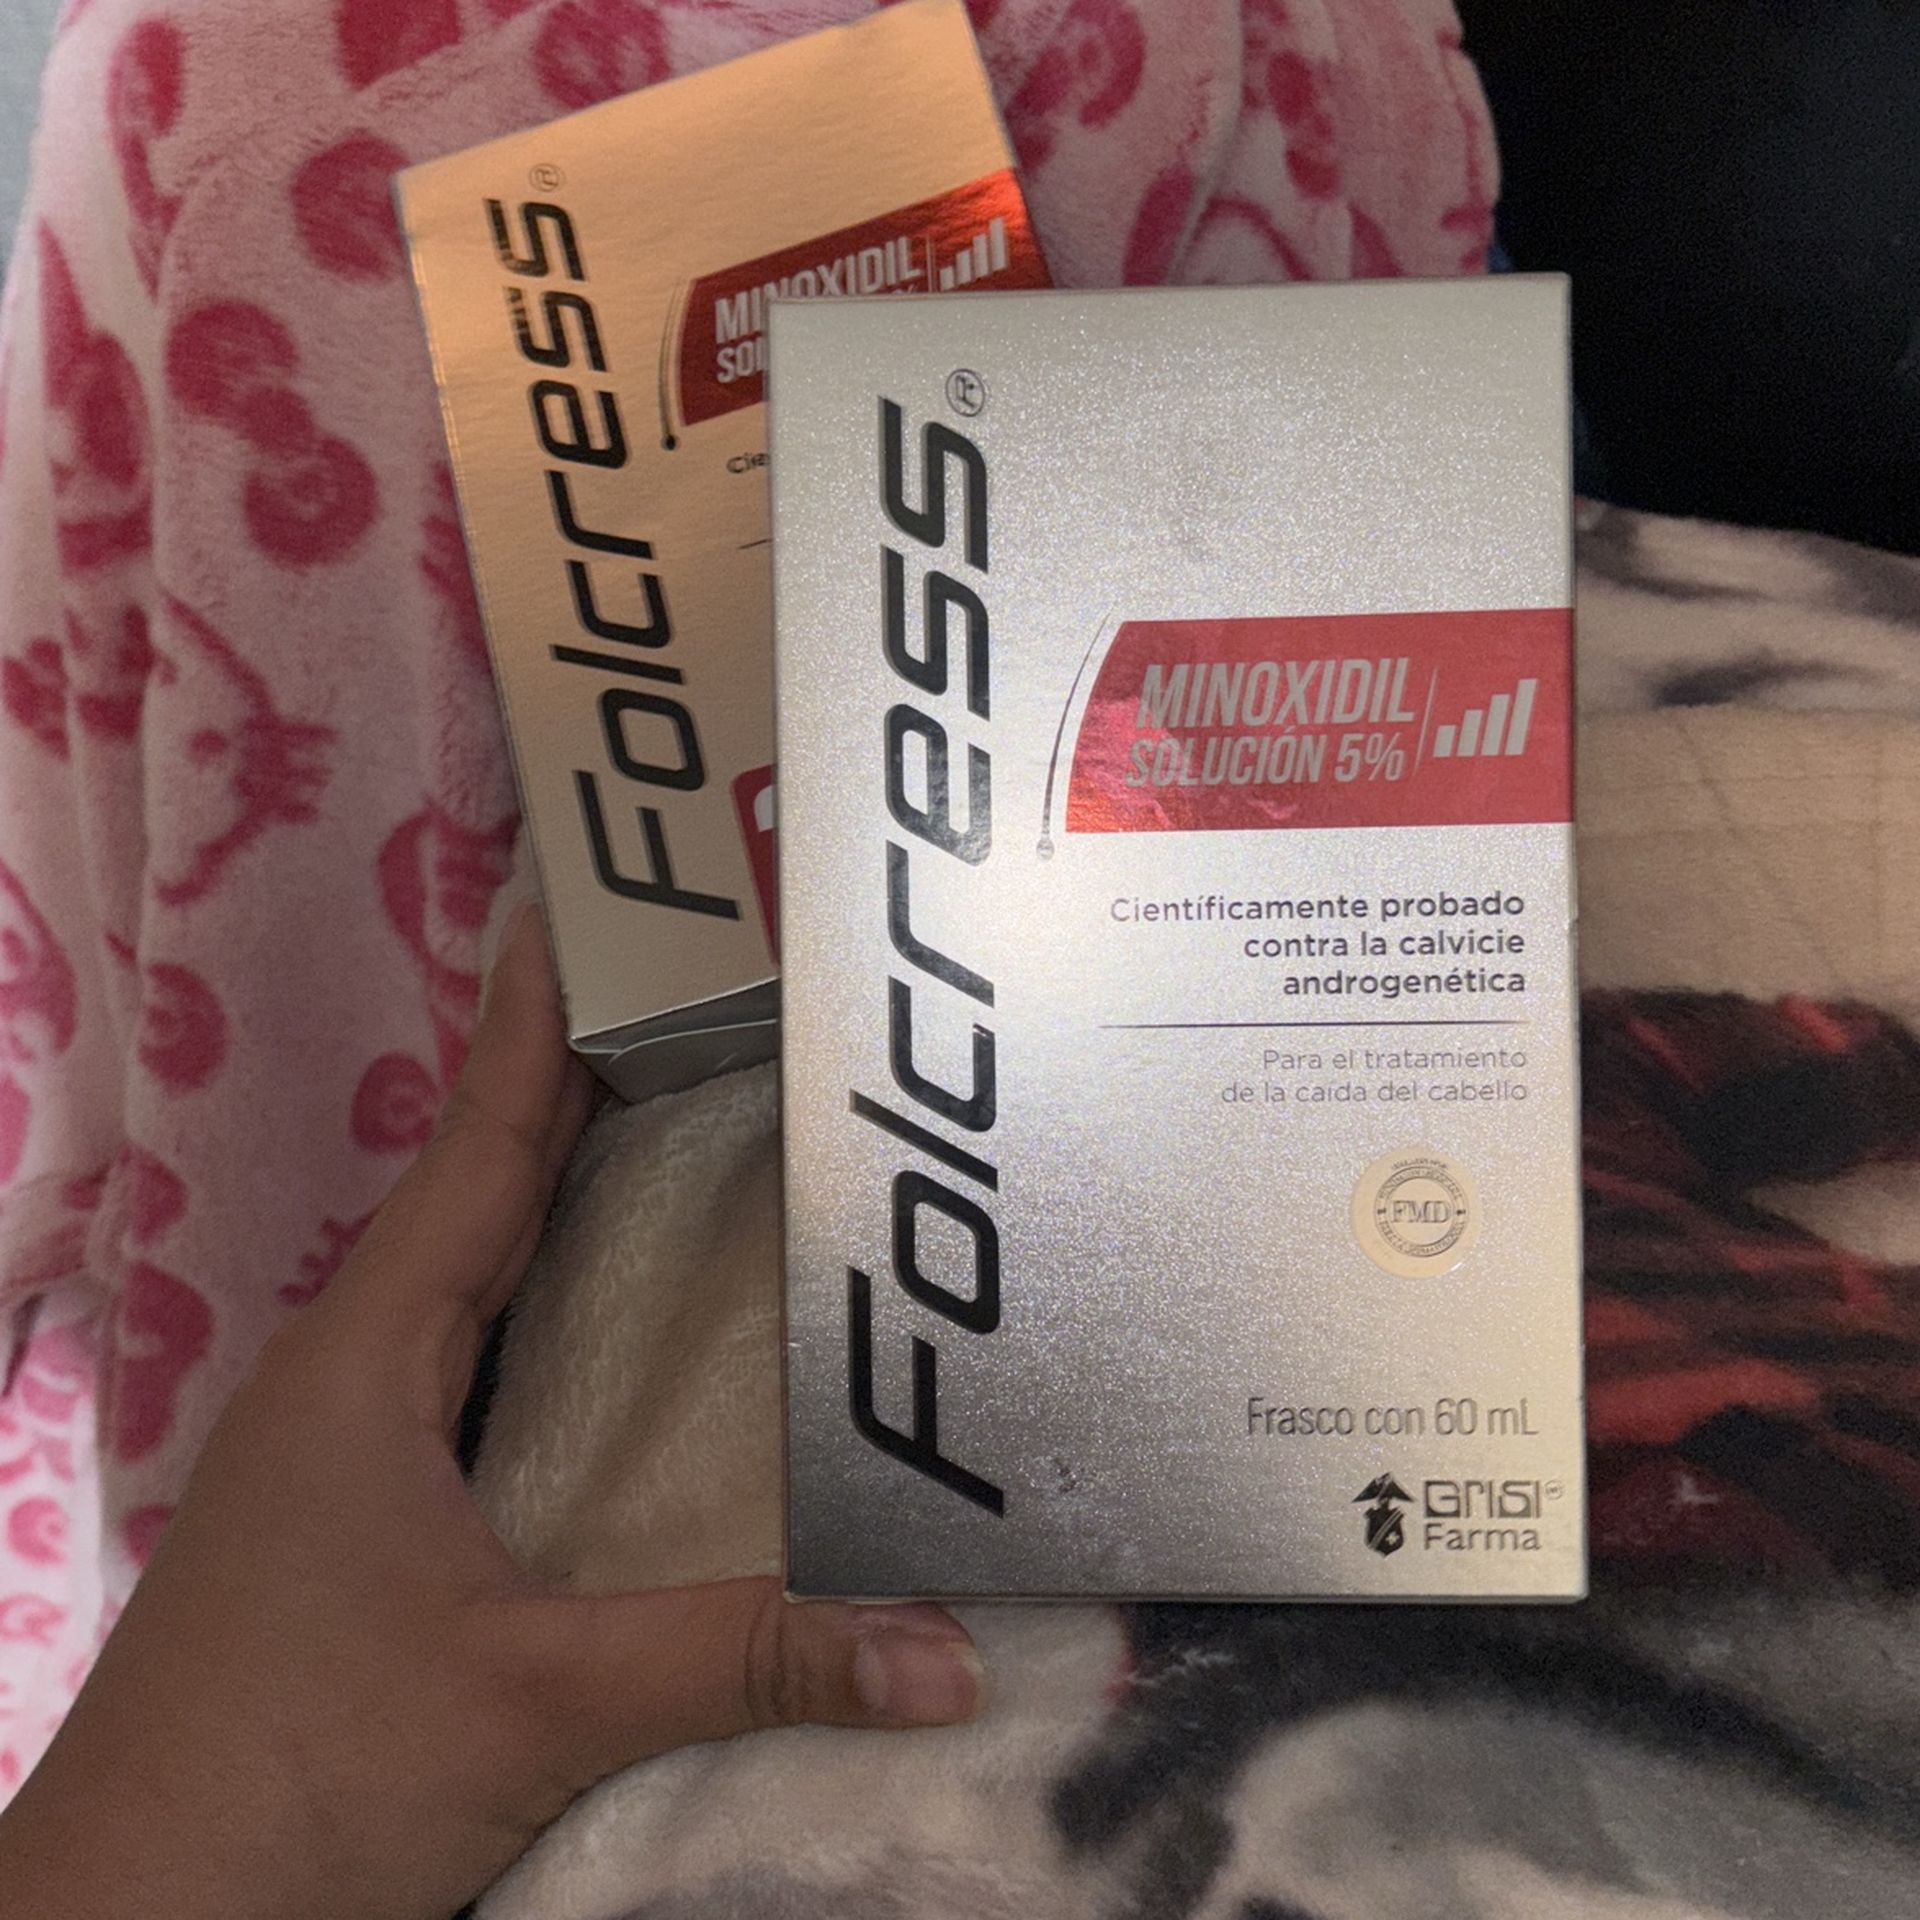 Folcress®
MINOXIDIL
Folcress®
MINOXIDIL
SOLUCIÓN 5%
Científicamente probado
contra la calvicie
androgenética
Para el tratamiento
de la caída del cabello
FMD
Frasco con 60 mL
GRISI
Farma